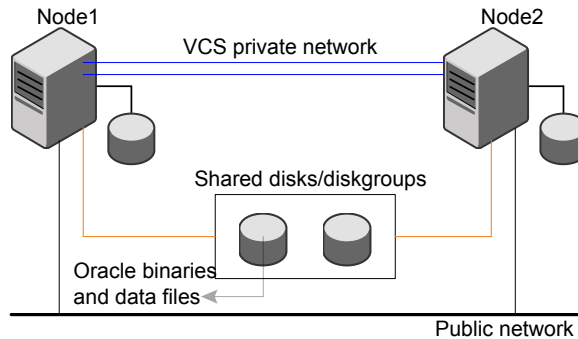 Node1
Node2
VCS private network
Shared disks/diskgroups
Oracle binaries
and data files
Public network